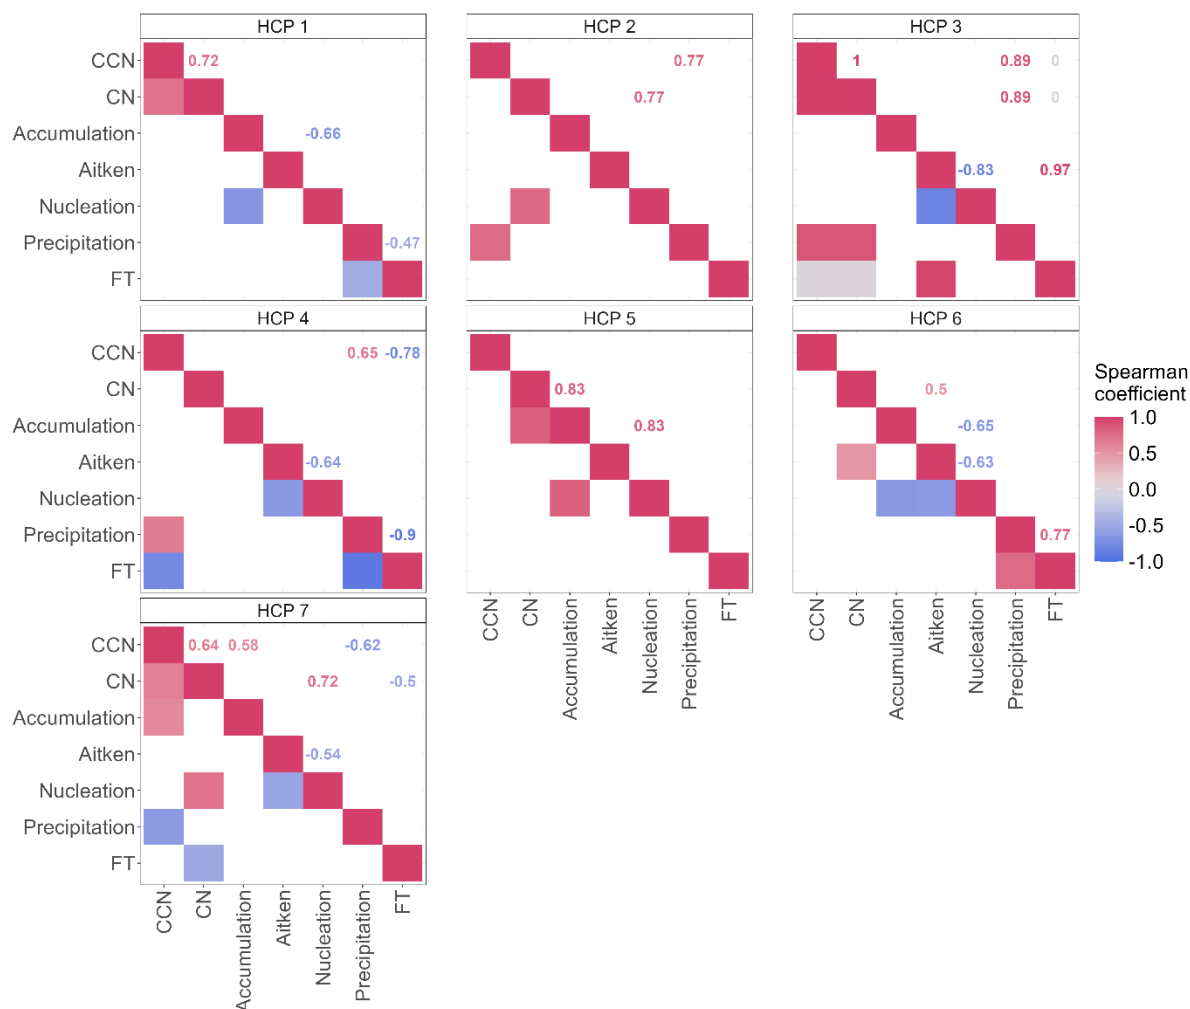 HCP 1 HCP 2 HCP 3
CCN 0.72 0.77 1 0.89 0
CN 0.77 0.89 0
Accumulation -0.66
Aitken -0.83 0.97
Nucleation
Precipitation -0.47
FT
HCP 4 HCP 5 HCP 6
CCN 0.65 -0.78
CN 0.83 0.5
Accumulation 0.83 -0.65
Aitken -0.64 -0.63
Nucleation
Precipitation -0.9 0.77
FT
Spearman
coefficient
1.0
0.5
0.0
-0.5
-1.0
CCN CN Accumulation Aitken Nucleation Precipitation FT CCN CN Accumulation Aitken Nucleation Precipitation FT
HCP 7
CCN 0.64 0.58 -0.62
CN 0.72 -0.5
Accumulation
Aitken -0.54
Nucleation
Precipitation
FT
CCN CN Accumulation Aitken Nucleation Precipitation FT